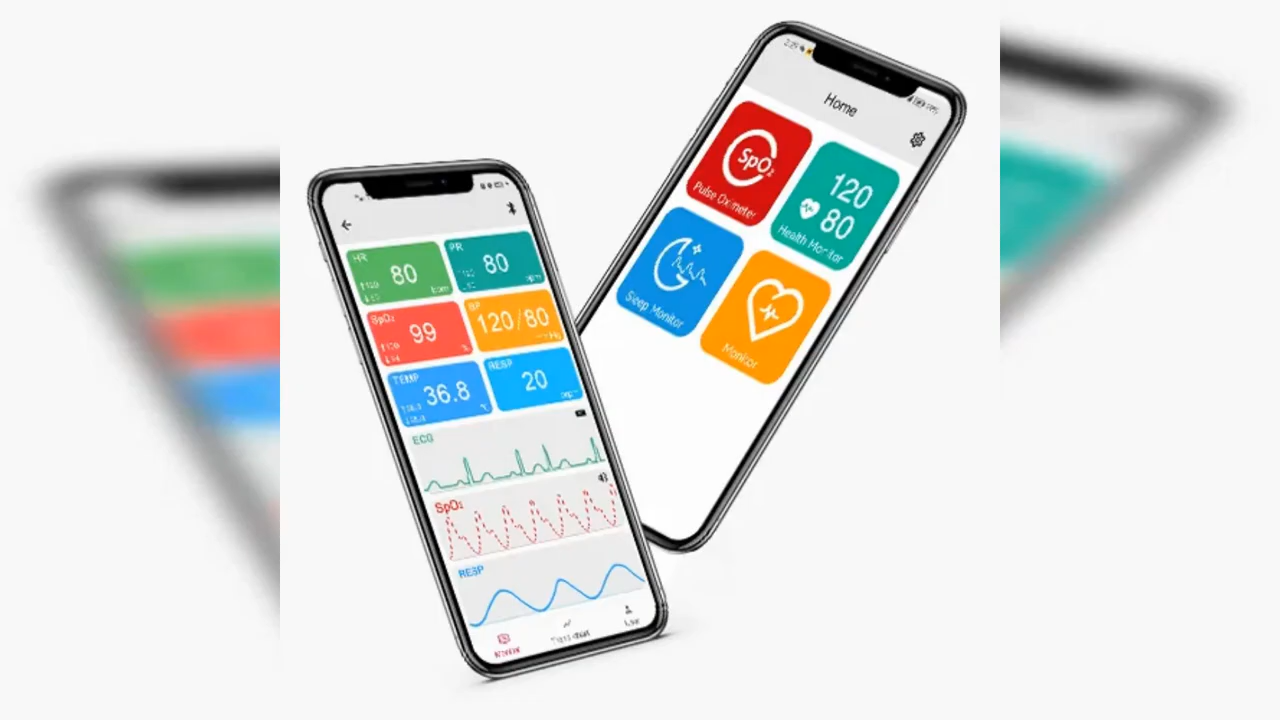 HR
80
PR
80
SpO₂
99
BP
120/80
TEMP
36.8
RESP
20
ECG
SpO₂
RESP
Home
SpO₂
Pulse Oximeter
120
80
Health Monitor
Sleep Monitor
Monitor